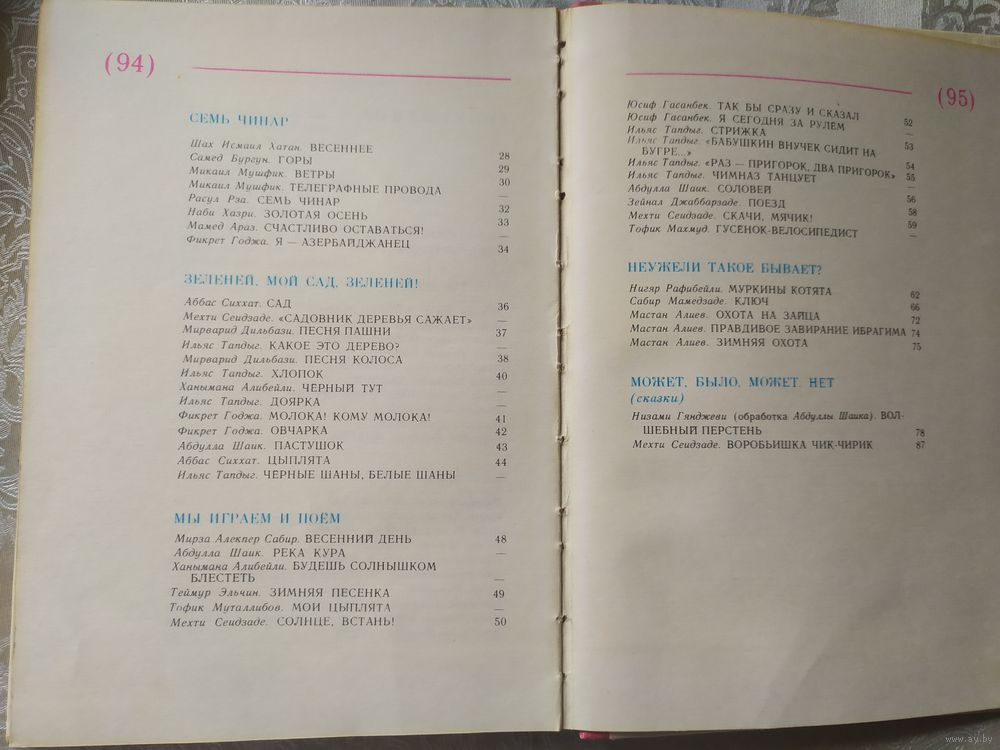 (94)
СЕМЬ ЧИНАР
Шах Исмаил Хатаи. ВЕСЕННЕЕ 28
Самед Вургун. ГОРЫ 29
Микаил Мушфик. ВЕТРЫ 30
Микаил Мушфик. ТЕЛЕГРАФНЫЕ ПРОВОДА —
Расул Рза. СЕМЬ ЧИНАР 32
Наби Хазри. ЗОЛОТАЯ ОСЕНЬ 33
Мамед Араз. СЧАСТЛИВО ОСТАВАТЬСЯ! —
Фикрет Годжа. Я — АЗЕРБАЙДЖАНЕЦ 34
ЗЕЛЕНЕЙ, МОЙ САД, ЗЕЛЕНЕЙ!
Аббас Сиххат. САД 36
Мехти Сеидзаде. «САДОВНИК ДЕРЕВЬЯ САЖАЕТ» —
Мирварид Дильбази. ПЕСНЯ ПАШНИ 37
Ильяс Тапдыг. КАКОЕ ЭТО ДЕРЕВО? —
Мирварид Дильбази. ПЕСНЯ КОЛОСА 38
Ильяс Тапдыг. ХЛОПОК 40
Ханымана Алибейли. ЧЕРНЫЙ ТУТ —
Ильяс Тапдыг. ДОЯРКА —
Фикрет Годжа. МОЛОКА! КОМУ МОЛОКА! 41
Фикрет Годжа. ОВЧАРКА 42
Абдулла Шаик. ПАСТУШОК 43
Аббас Сиххат. ЦЫПЛЯТА 44
Ильяс Тапдыг. ЧЕРНЫЕ ШАНЫ, БЕЛЫЕ ШАНЫ —
МЫ ИГРАЕМ И ПОЁМ
Мирза Алекпер Сабир. ВЕСЕННИЙ ДЕНЬ 48
Абдулла Шаик. РЕКА КУРА —
Ханымана Алибейли. БУДЕШЬ СОЛНЫШКОМ
БЛЕСТЕТЬ —
Теймур Эльчин. ЗИМНЯЯ ПЕСЕНКА 49
Тофик Муталлибов. МОИ ЦЫПЛЯТА —
Мехти Сеидзаде. СОЛНЦЕ, ВСТАНЬ! 50
(95)
Юсиф Гасанбек. ТАК БЫ СРАЗУ И СКАЗАЛ 52
Юсиф Гасанбек. Я СЕГОДНЯ ЗА РУЛЁМ —
Ильяс Тапдыг. СТРИЖКА 53
Ильяс Тапдыг. «БАБУШКИН ВНУЧЕК СИДИТ НА
БУГРЕ...» 54
Ильяс Тапдыг. «РАЗ — ПРИГОРОК, ДВА ПРИГОРОК» 55
Ильяс Тапдыг. ЧИМНАЗ ТАНЦУЕТ —
Абдулла Шаик. СОЛОВЕЙ 56
Зейнал Джаббарзаде. ПОЕЗД 58
Мехти Сеидзаде. СКАЧИ, МЯЧИК! 59
Тофик Махмуд. ГУСЁНОК-ВЕЛОСИПЕДИСТ —
НЕУЖЕЛИ ТАКОЕ БЫВАЕТ?
Нигяр Рафибейли. МУРКИНЫ КОТЯТА 62
Сабир Мамедзаде. КЛЮЧ 66
Мастан Алиев. ОХОТА НА ЗАЙЦА 72
Мастан Алиев. ПРАВДИВОЕ ЗАВИРАНИЕ ИБРАГИМА 74
Мастан Алиев. ЗИМНЯЯ ОХОТА 75
МОЖЕТ, БЫЛО, МОЖЕТ, НЕТ
(сказки)
Низами Гянджеви (обработка Абдуллы Шаика). ВОЛ-
ШЕБНЫЙ ПЕРСТЕНЬ 78
Мехти Сеидзаде. ВОРОБЬИШКА ЧИК-ЧИРИК 87
www.ay.by